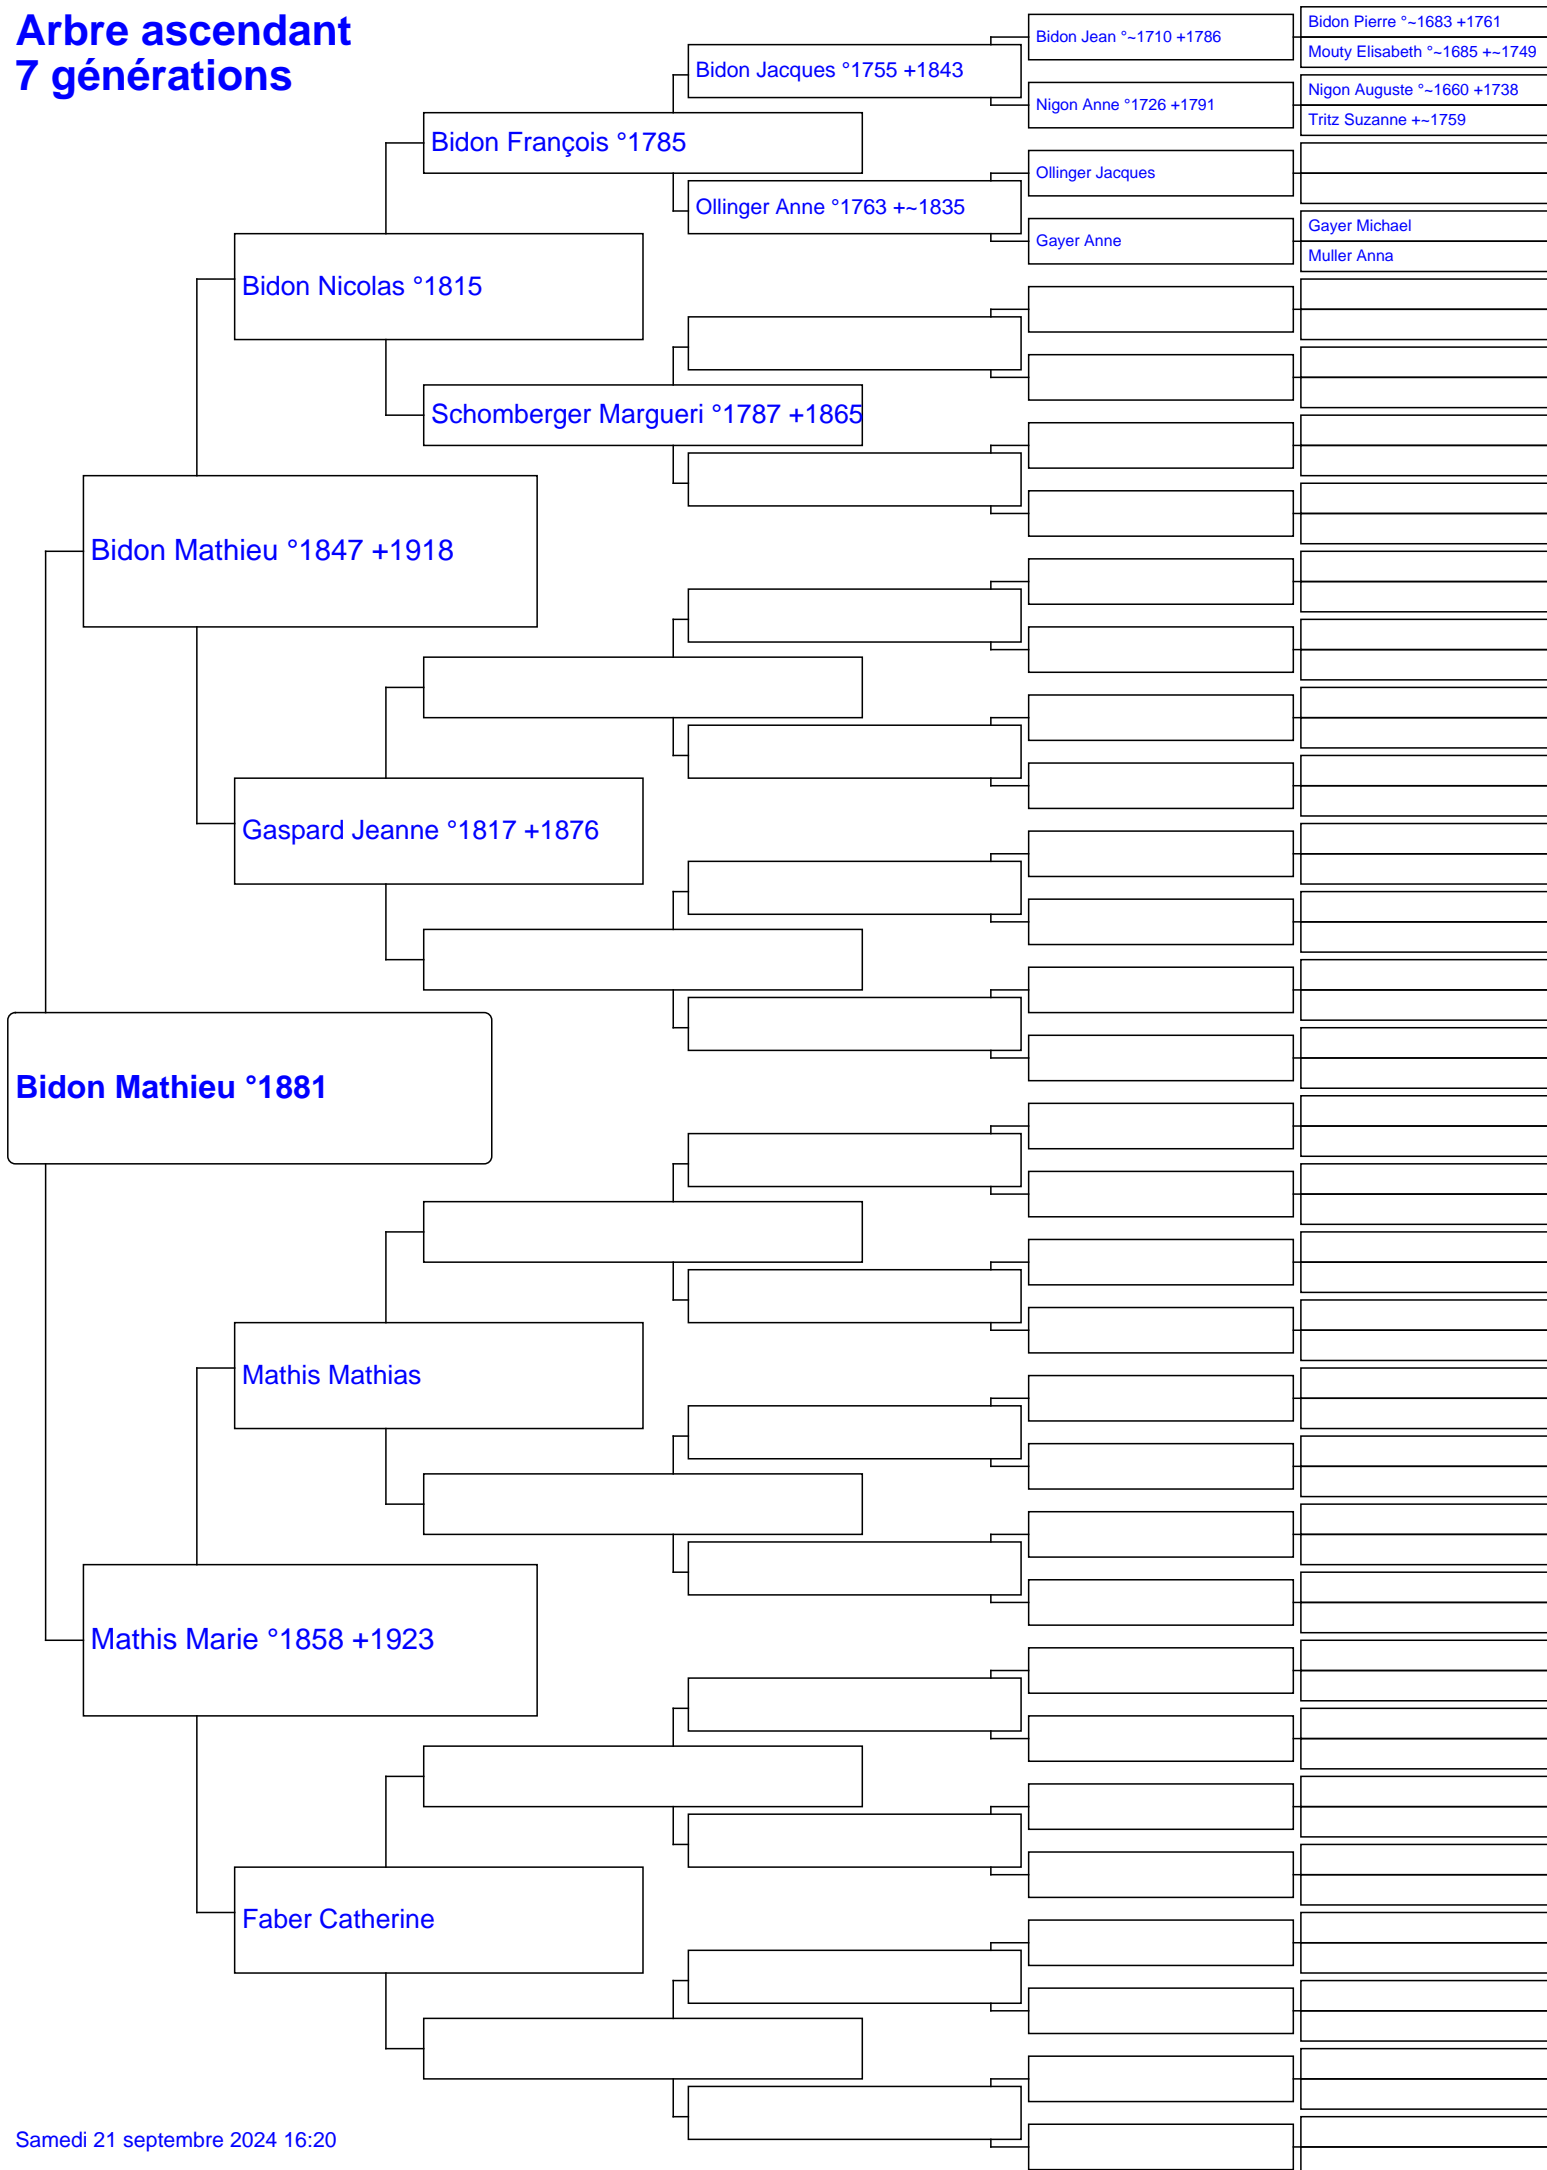 Arbre ascendant
7 générations
Bidon Pierre °~1683 +1761
Bidon Jean °~1710 +1786
Mouty Elisabeth °~1685 +~1749
Bidon Jacques °1755 +1843
Nigon Auguste °~1660 +1738
Nigon Anne °1726 +1791
Tritz Suzanne +~1759
Bidon François °1785
Ollinger Jacques
Ollinger Anne °1763 +~1835
Gayer Michael
Gayer Anne
Muller Anna
Bidon Nicolas °1815
Schomberger Margueri °1787 +1865
Bidon Mathieu °1847 +1918
Gaspard Jeanne °1817 +1876
Bidon Mathieu °1881
Mathis Mathias
Mathis Marie °1858 +1923
Faber Catherine
Samedi 21 septembre 2024 16:20